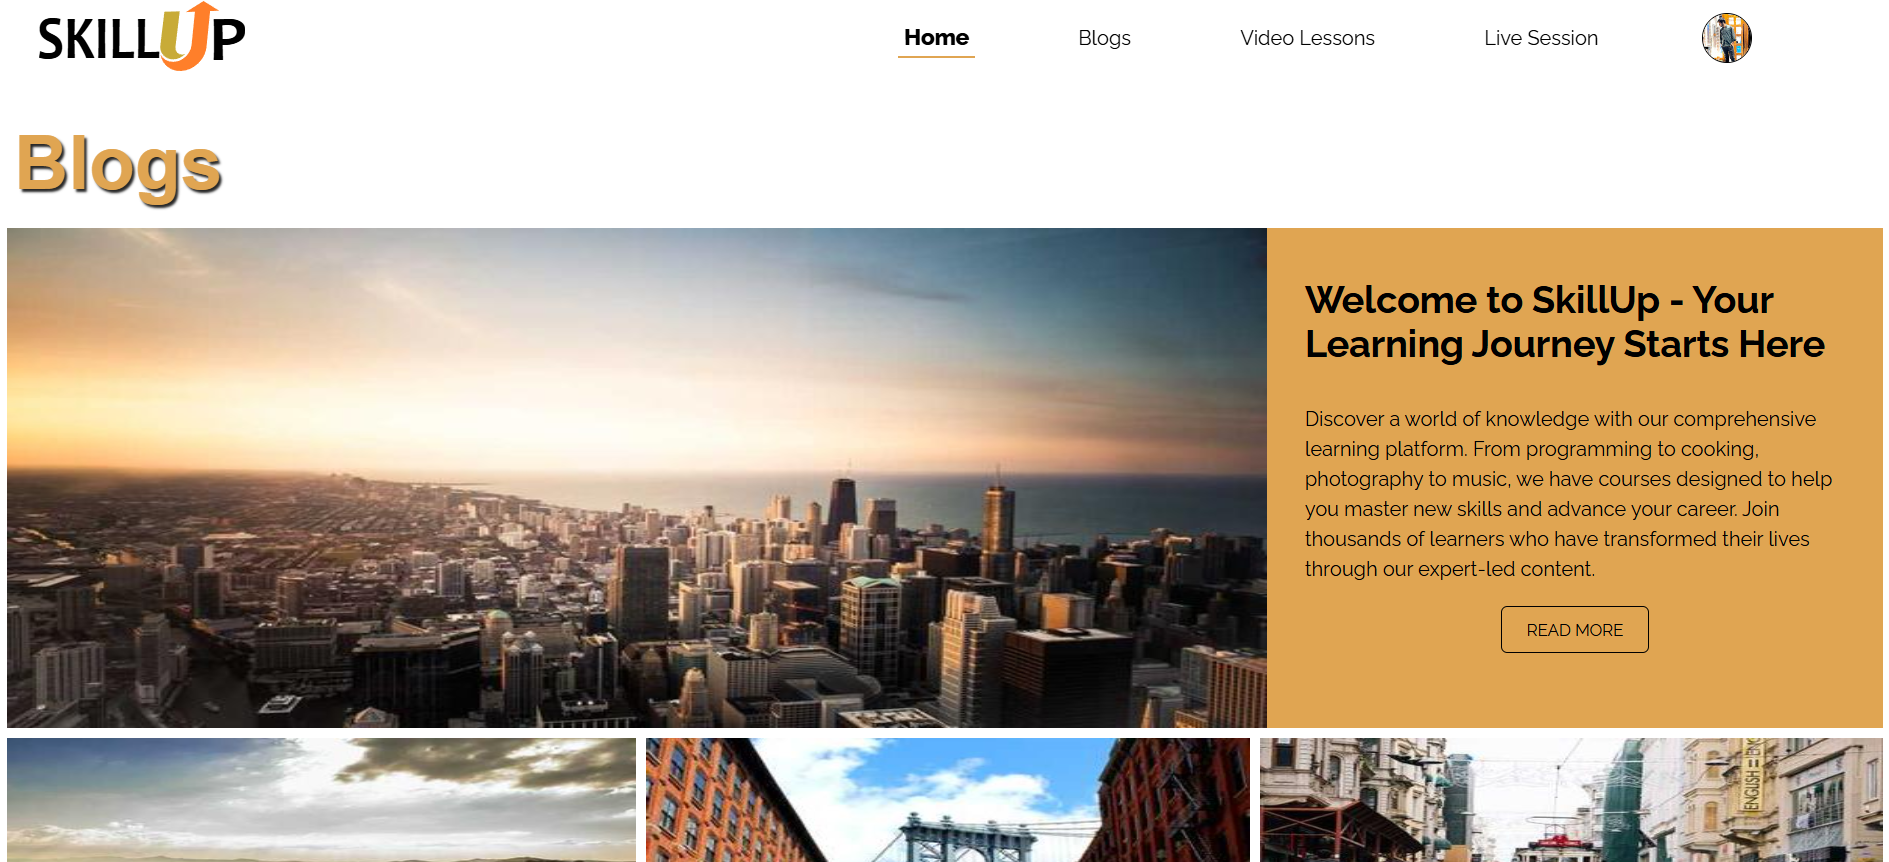 SKILLUP
Home
Blogs
Video Lessons
Live Session
Blogs
Welcome to SkillUp - Your
Learning Journey Starts Here
Discover a world of knowledge with our comprehensive
learning platform. From programming to cooking,
photography to music, we have courses designed to help
you master new skills and advance your career. Join
thousands of learners who have transformed their lives
through our expert-led content.
READ MORE